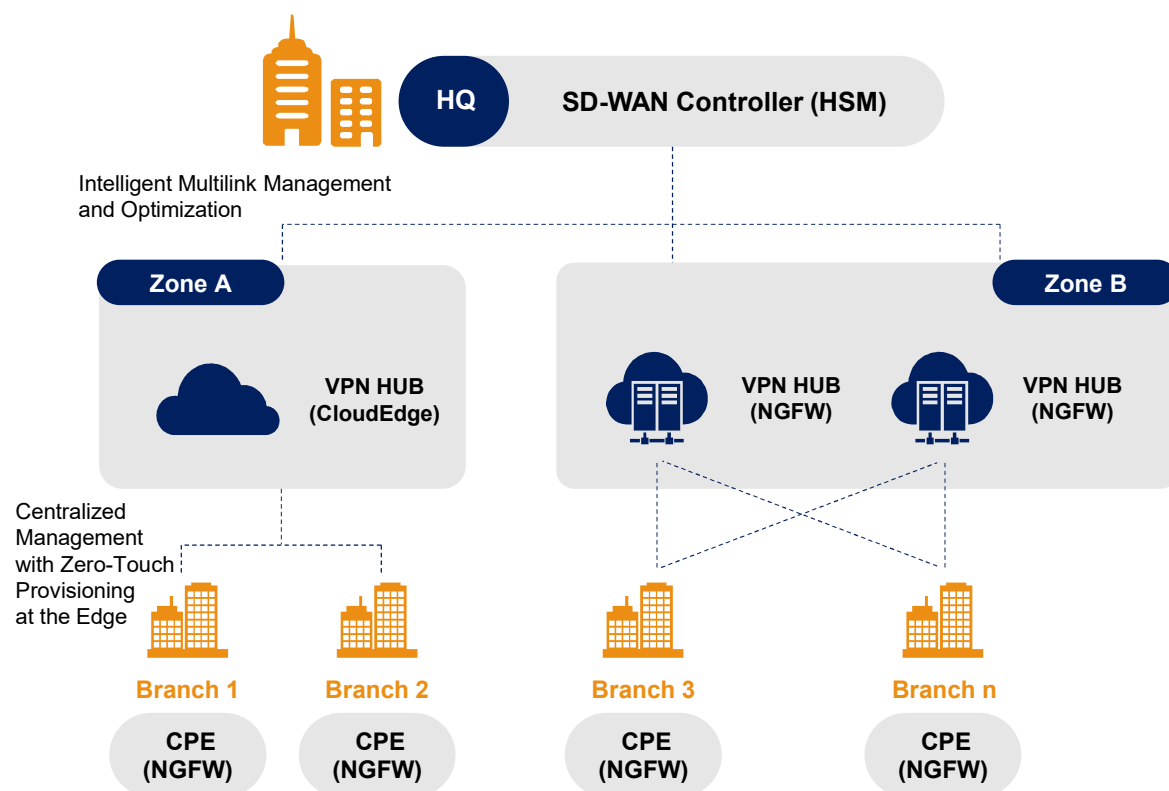 HQ
SD-WAN Controller (HSM)
Intelligent Multilink Management
and Optimization
Zone A
Zone B
VPN HUB
(CloudEdge)
VPN HUB
(NGFW)
VPN HUB
(NGFW)
Centralized
Management
with Zero-Touch
Provisioning
at the Edge
Branch 1
Branch 2
Branch 3
Branch n
CPE
(NGFW)
CPE
(NGFW)
CPE
(NGFW)
CPE
(NGFW)